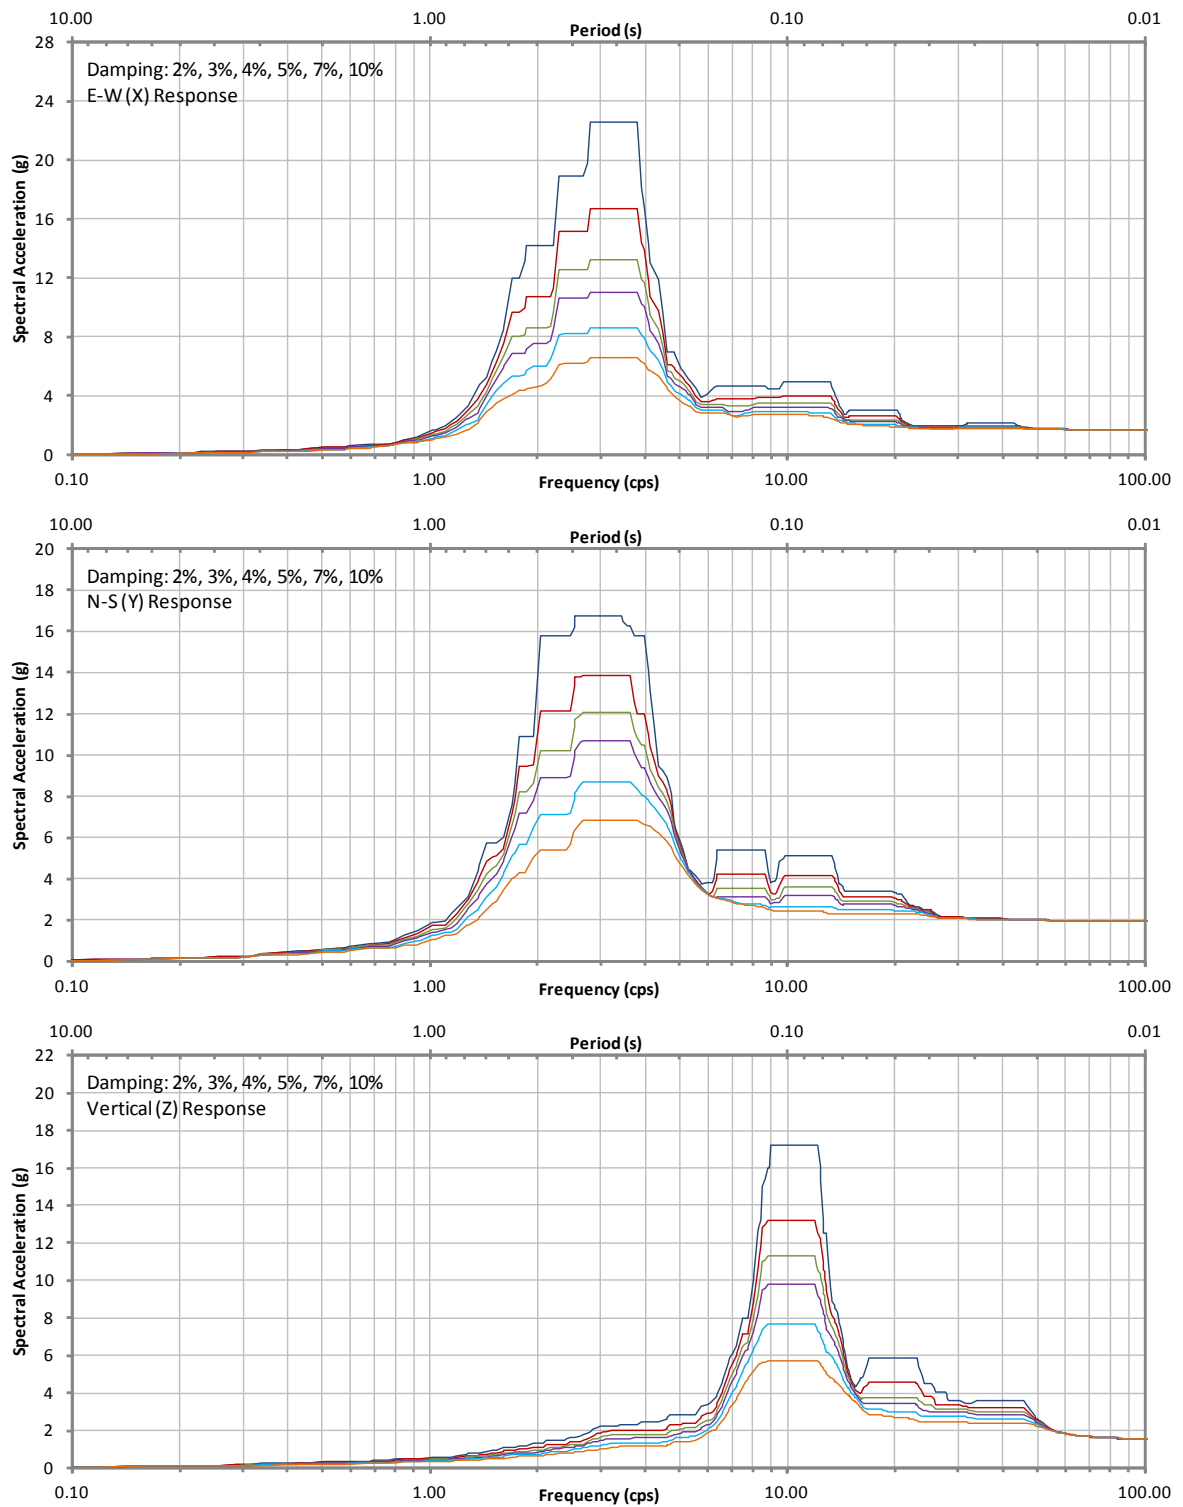 10.00 1.00 0.10 0.01
Period (s)
28
Damping: 2%, 3%, 4%, 5%, 7%, 10%
E-W (X) Response
24
20
16
12
8
4
0
Spectral Acceleration (g)
0.10 1.00 10.00 100.00
Frequency (cps)
10.00 1.00 0.10 0.01
Period (s)
20
Damping: 2%, 3%, 4%, 5%, 7%, 10%
18
N-S (Y) Response
16
14
12
10
8
6
4
2
0
Spectral Acceleration (g)
0.10 1.00 10.00 100.00
Frequency (cps)
10.00 1.00 0.10 0.01
Period (s)
22
Damping: 2%, 3%, 4%, 5%, 7%, 10%
20
Vertical (Z) Response
18
16
14
12
10
8
6
4
2
0
Spectral Acceleration (g)
0.10 1.00 10.00 100.00
Frequency (cps)